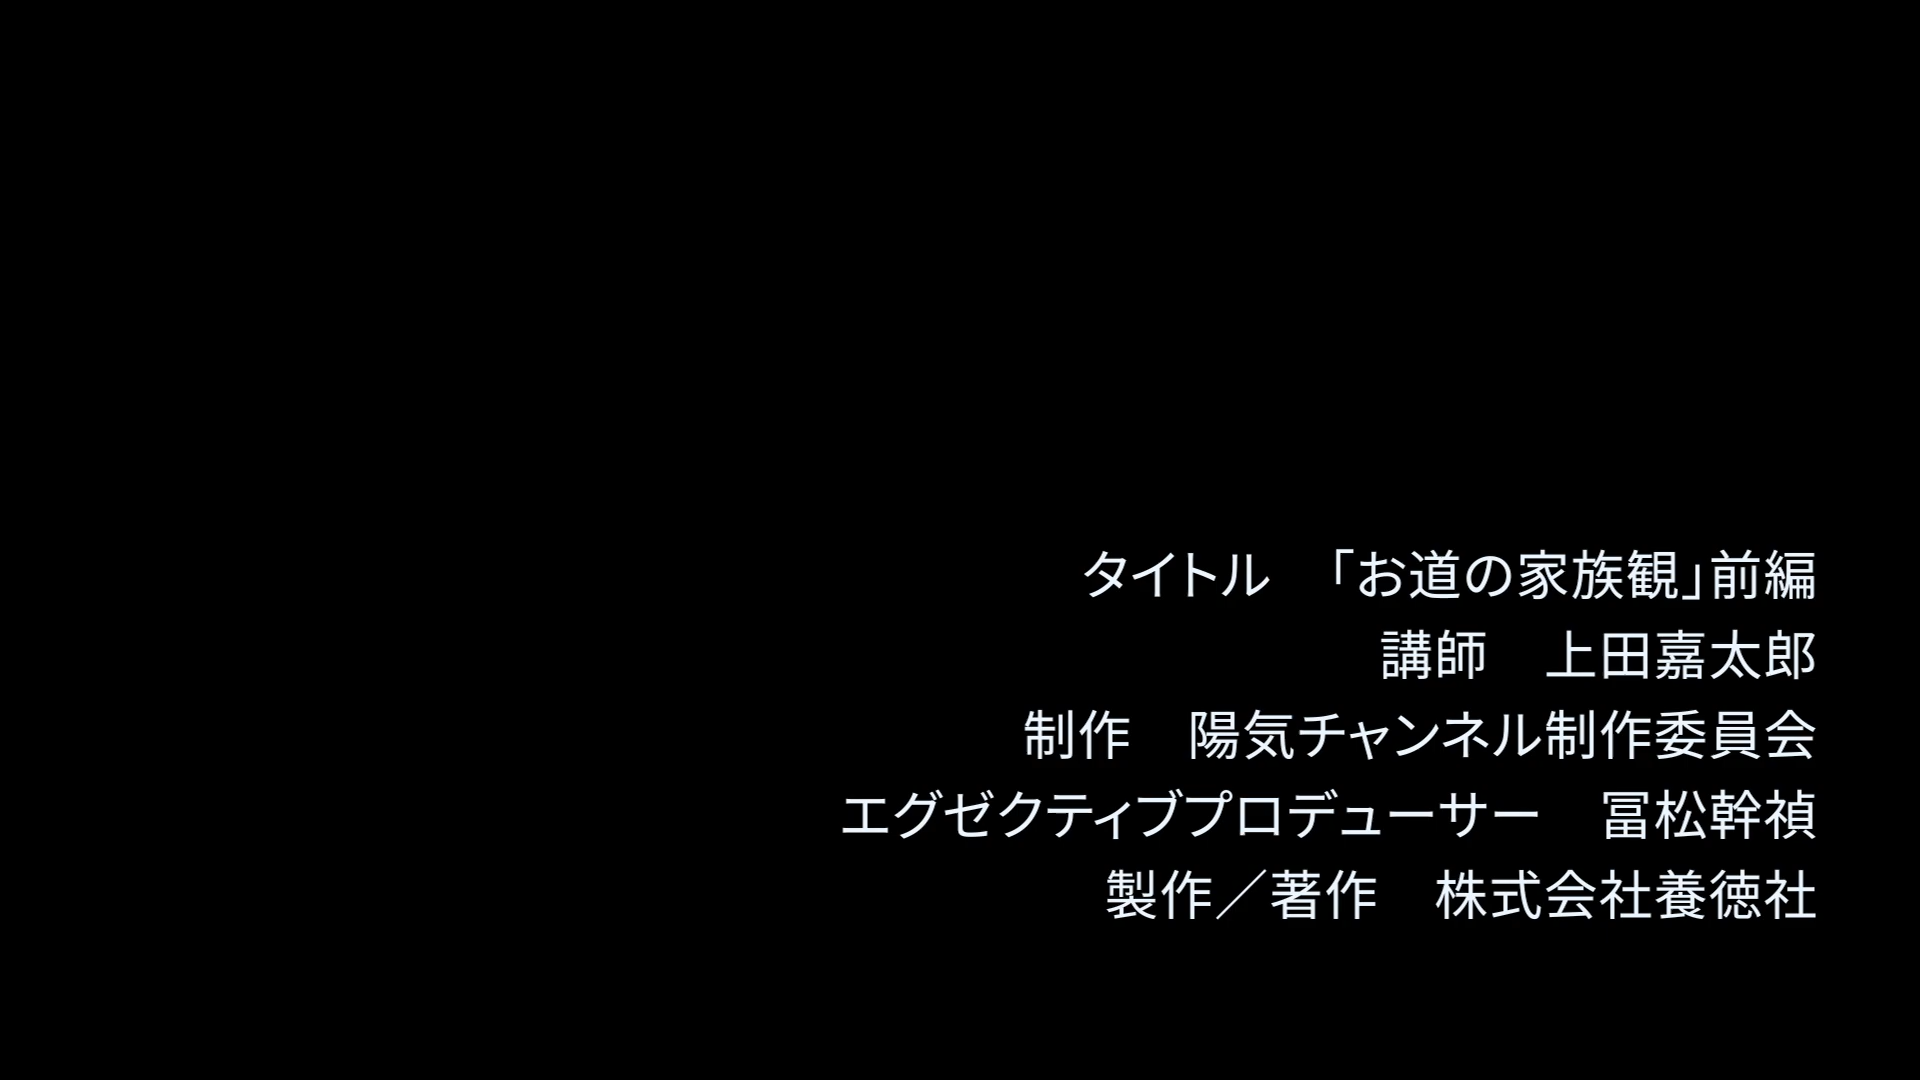 タイトル　「お道の家族観」前編
講師　上田嘉太郎
制作　陽気チャンネル制作委員会
エグゼクティブプロデューサー　冨松幹禎
製作／著作　株式会社養徳社